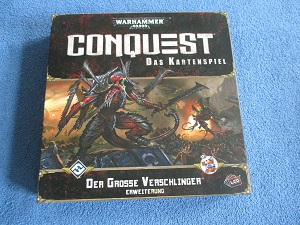 WARHAMMER
40,000
CONQUEST
DAS KARTENSPIEL
DER GROSSE VERSCHLINGER
ERWEITERUNG